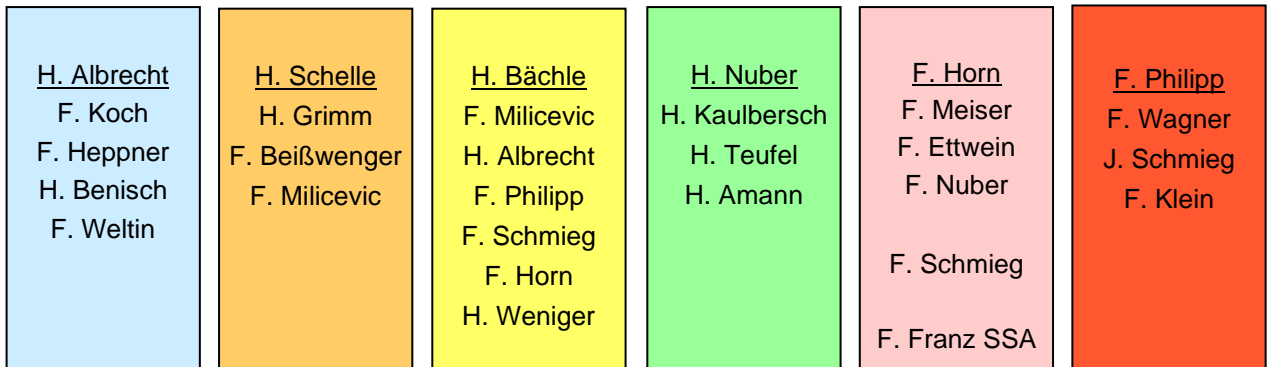 H. Albrecht
F. Koch
F. Heppner
H. Benisch
F. Weltin
H. Schelle
H. Grimm
F. Beißwenger
F. Milicevic
H. Bächle
F. Milicevic
H. Albrecht
F. Philipp
F. Schmieg
F. Horn
H. Weniger
H. Nuber
H. Kaulbersch
H. Teufel
H. Amann
F. Horn
F. Meiser
F. Ettwein
F. Nuber
F. Schmieg
F. Franz SSA
F. Philipp
F. Wagner
J. Schmieg
F. Klein